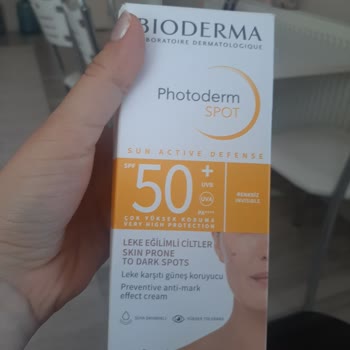 BIODERMA
LABORATOIRE DERMATOLOGIQUE
Photoderm
SPOT
SUN ACTIVE DEFENSE
SPF 50+
UVB
UVA
RENKSİZ
INVISIBLE
ÇOK YÜKSEK KORUMA
VERY HIGH PROTECTION
LEKE EĞİLİMLİ CİLTLER
SKIN PRONE
TO DARK SPOTS
Leke karşıtı güneş koruyucu
Preventive anti-mark
effect cream